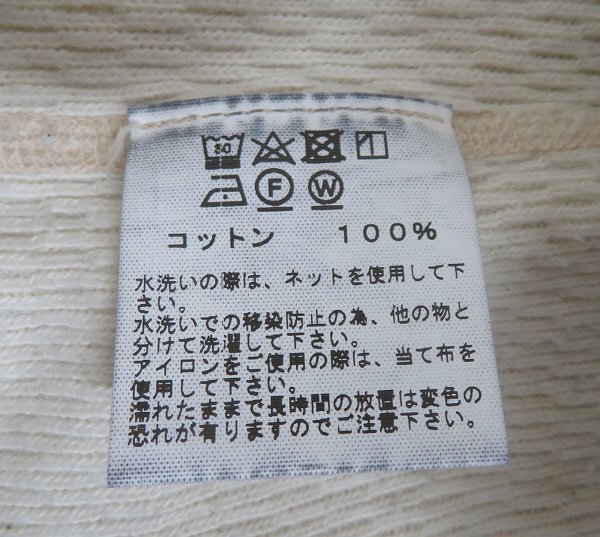 30
F W
コットン 100%
水洗いの際は、ネットを使用して下
さい。
水洗いでの移染防止の為、他の物と
分けて洗濯して下さい。
アイロンをご使用の際は、当て布を
使用して下さい。
濡れたままで長時間の放置は変色の
恐れが有りますのでご注意下さい。